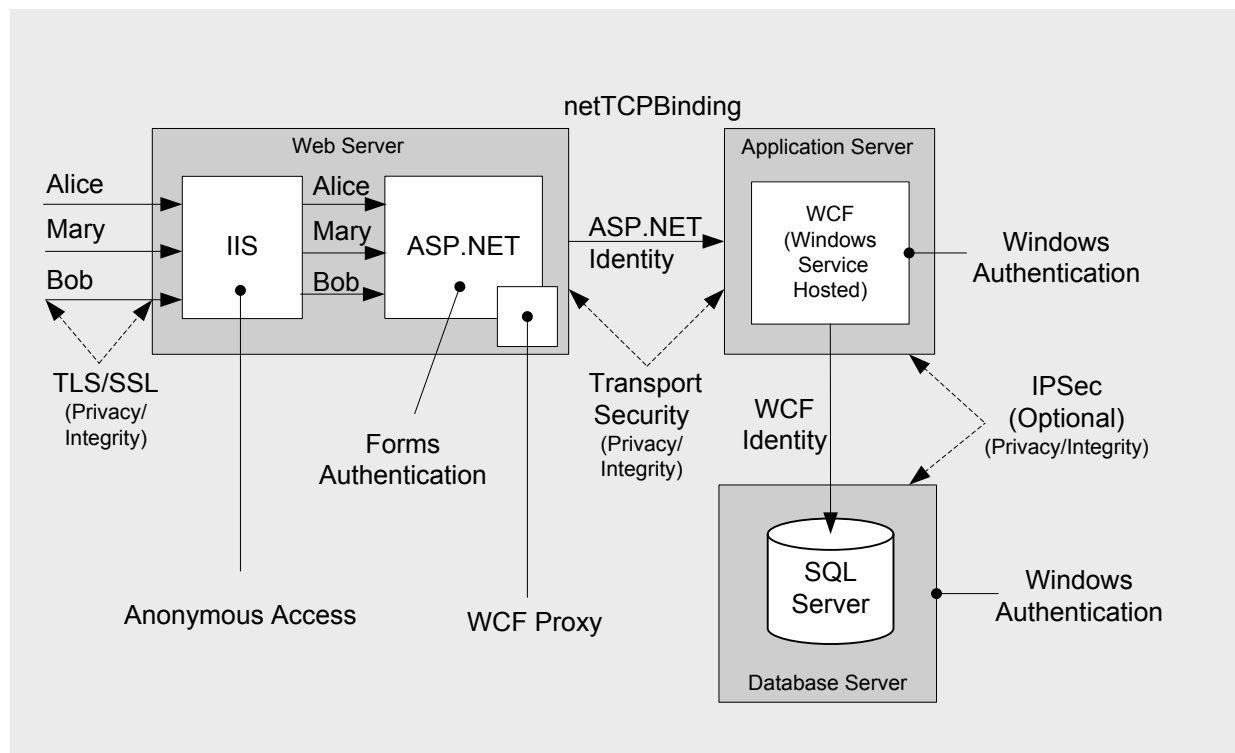 netTCPBinding
Web Server
Application Server
Alice
Mary
Bob
IIS
Alice
Mary
Bob
ASP.NET
ASP.NET
Identity
WCF
(Windows
Service
Hosted)
Windows
Authentication
TLS/SSL
(Privacy/
Integrity)
Forms
Authentication
Transport
Security
(Privacy/
Integrity)
WCF
Identity
IPSec
(Optional)
(Privacy/Integrity)
Anonymous Access
WCF Proxy
SQL
Server
Windows
Authentication
Database Server